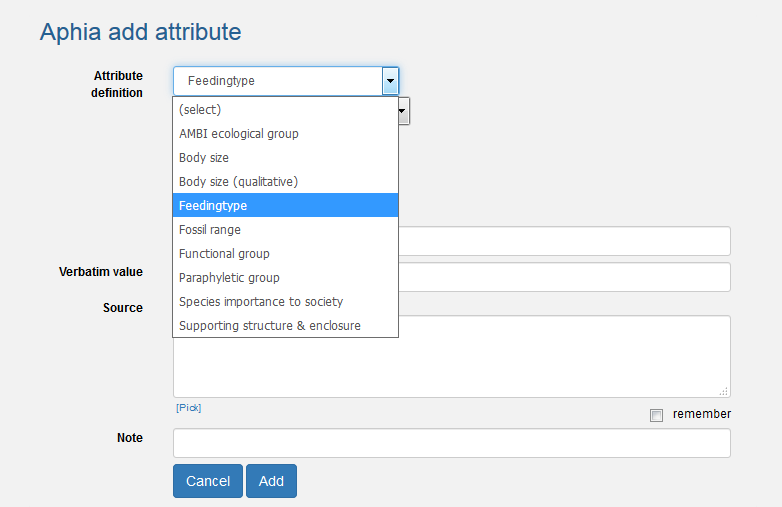 Aphia add attribute
Attribute definition
Feedingtype
(select)
AMBI ecological group
Body size
Body size (qualitative)
Feedingtype
Fossil range
Functional group
Paraphyletic group
Species importance to society
Supporting structure & enclosure
Verbatim value
Source
[Pick]
remember
Note
Cancel
Add